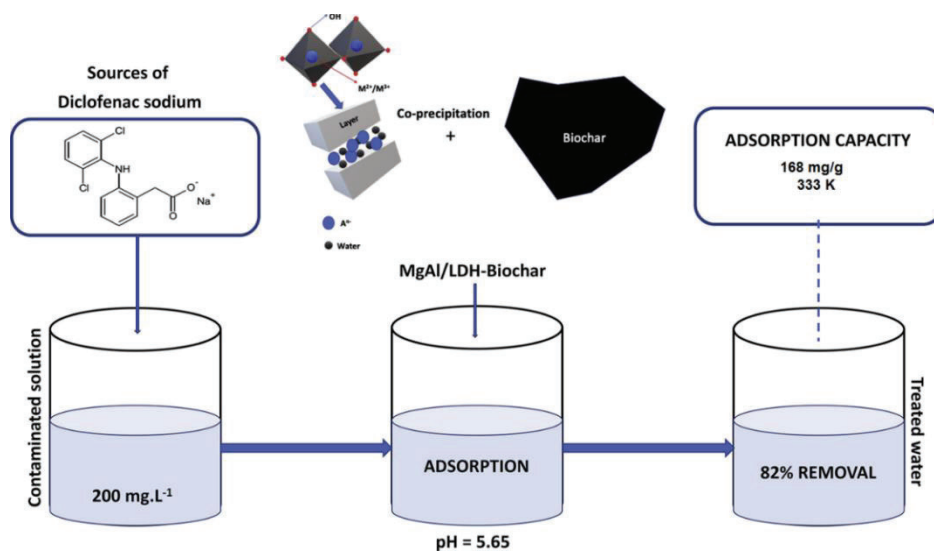 Sources of
Diclofenac sodium
Cl
NH
Cl
O⁻
Na⁺
O
OH
M²⁺/M³⁺
Layer
Aⁿ⁻
Water
Co-precipitation
+
Biochar
ADSORPTION CAPACITY
168 mg/g
333 K
MgAl/LDH-Biochar
Contaminated solution
200 mg.L⁻¹
ADSORPTION
pH = 5.65
82% REMOVAL
Treated water